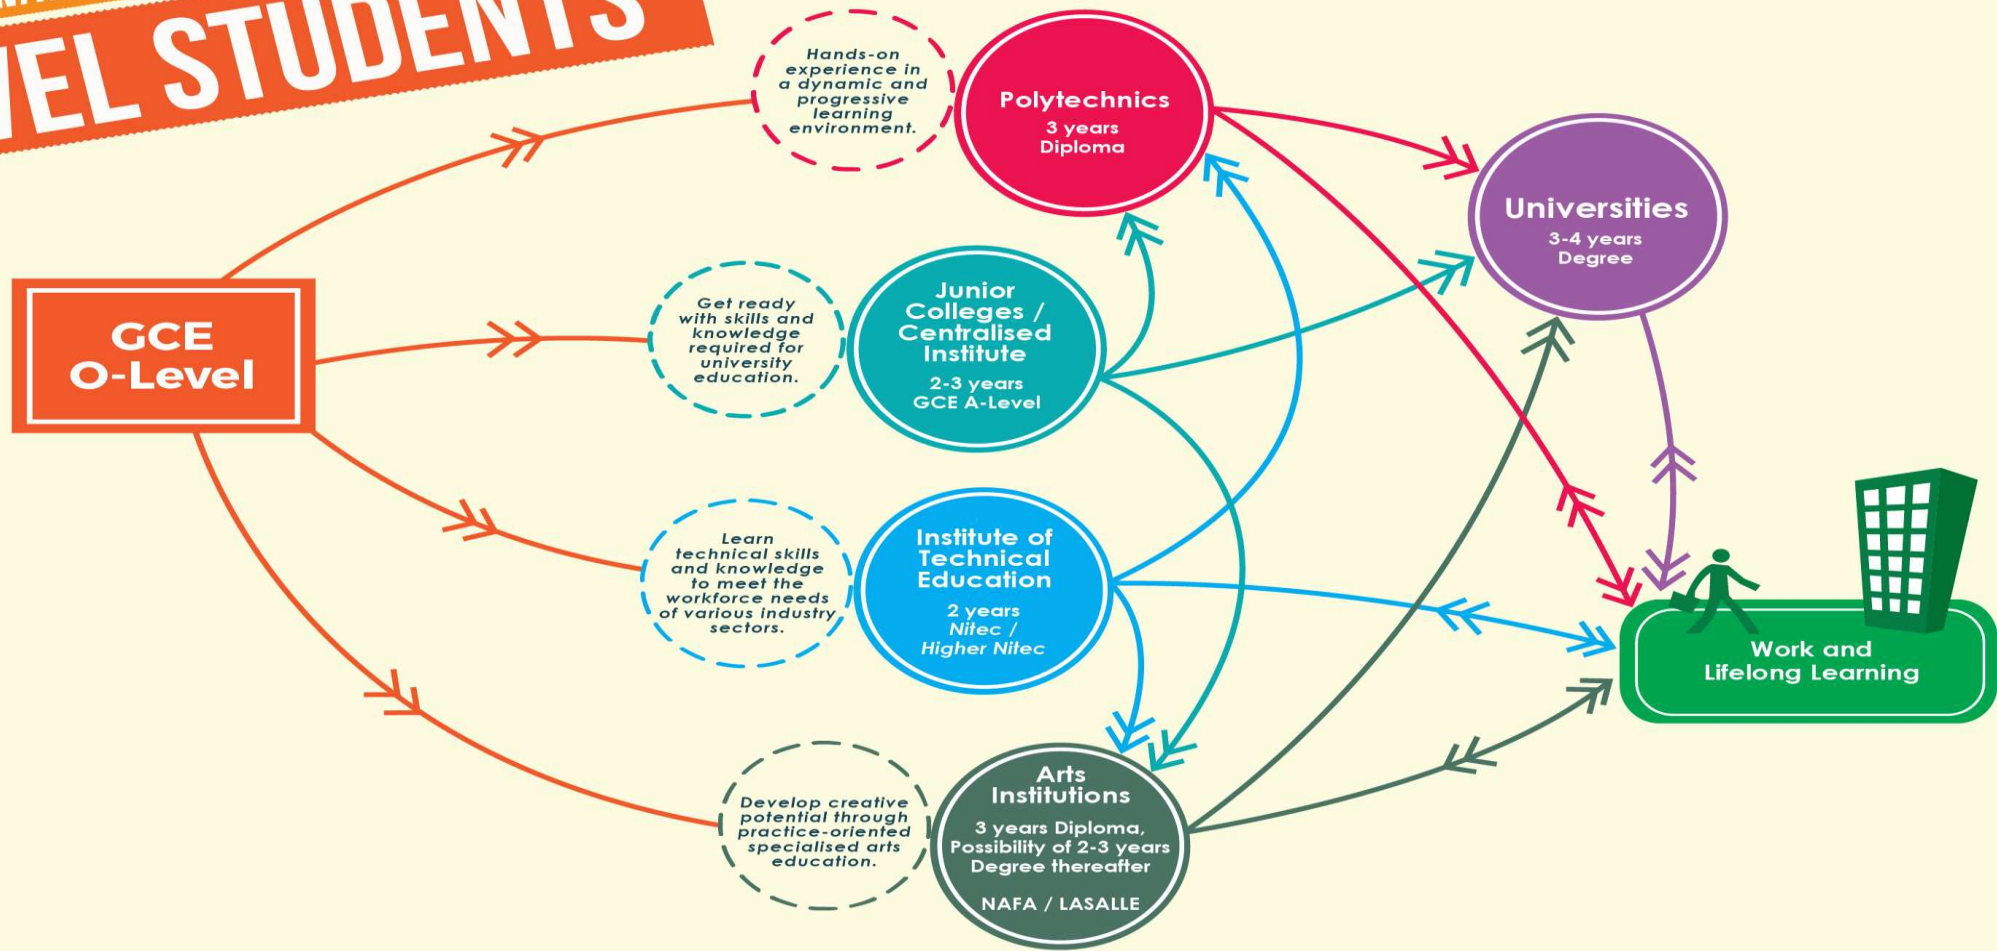 STUDENTS
Hands-on
experience in
a dynamic and
progressive
learning
environment.
Polytechnics
3 years
Diploma
Universities
3-4 years
Degree
GCE
O-Level
Get ready
with skills and
knowledge
required for
university
education.
Junior
Colleges /
Centralised
Institute
2-3 years
GCE A-Level
Learn
technical skills
and knowledge
to meet the
workforce needs
of various industry
sectors.
Institute of
Technical
Education
2 years
Nitec /
Higher Nitec
Work and
Lifelong Learning
Develop creative
potential through
practice-oriented
specialised arts
education.
Arts
Institutions
3 years Diploma,
Possibility of 2-3 years
Degree thereafter
NAFA / LASALLE